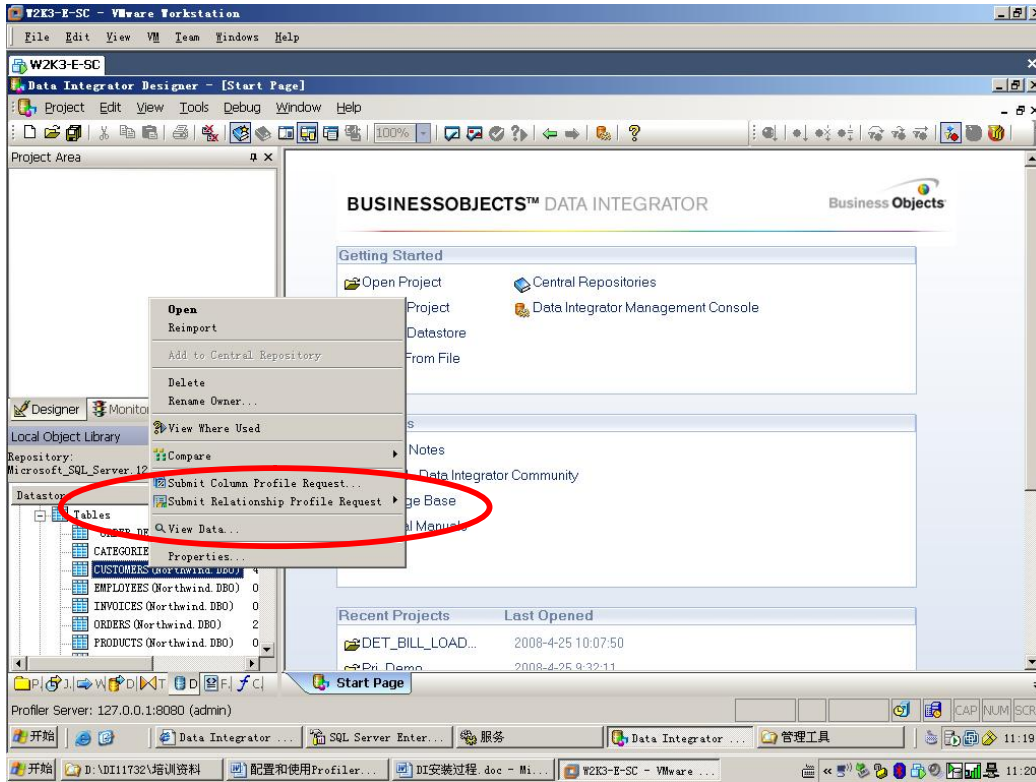 W2K3-E-SC - VMware Workstation
File Edit View VM Team Windows Help
W2K3-E-SC
Data Integrator Designer - [Start Page]
Project Edit View Tools Debug Window Help
100%
Project Area
BUSINESSOBJECTS™ DATA INTEGRATOR
Business Objects
Getting Started
Open Project
Central Repositories
Project
Data Integrator Management Console
Datastore
From File
Open
Reimport
Add to Central Repository
Delete
Rename Owner...
View Where Used
Compare
Submit Column Profile Request...
Submit Relationship Profile Request
View Data...
Properties...
Designer Monitor
Local Object Library
Repository:
Microsoft_SQL_Server.12
Notes
Data Integrator Community
ge Base
al Manuals
Tables
CATEGORIE
CUSTOMERS(Northwind.DBO) 4
EMPLOYEES(Northwind.DBO) 0
INVOICES(Northwind.DBO) 0
ORDERS(Northwind.DBO) 2
PRODUCTS(Northwind.DBO) 0
Recent Projects Last Opened
DET_BILL_LOAD... 2008-4-25 10:07:50
Pri_Demo 2008-4-25 9:32:11
Start Page
Profiler Server: 127.0.0.1:8080 (admin)
CAP NUM SCR
开始 Data Integrator ... SQL Server Enter... 服务 Data Integrator ... 管理工具 11:19
开始 D:\DI11732\培训资料 配置和使用Profiler... DI安装过程.doc - Mi... W2K3-E-SC - VMware ... 11:20